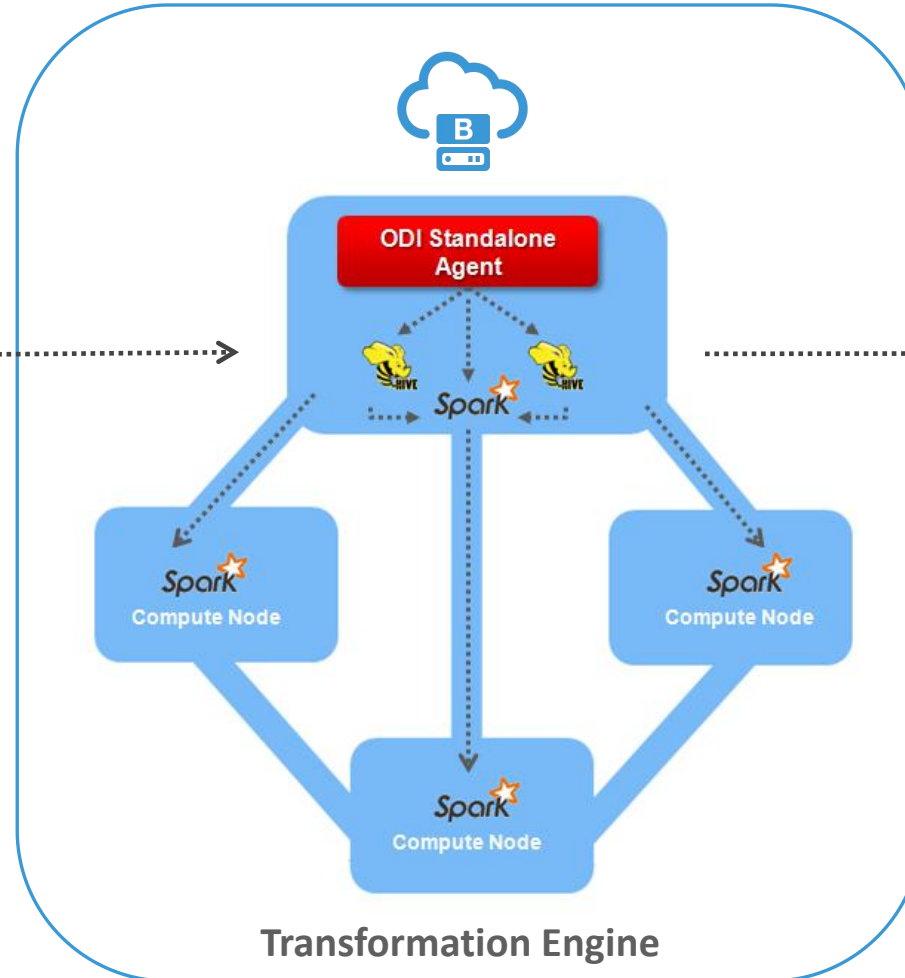 B
ODI Standalone
Agent
HIVE
HIVE
Spark
Spark
Compute Node
Spark
Compute Node
Spark
Compute Node
Transformation Engine